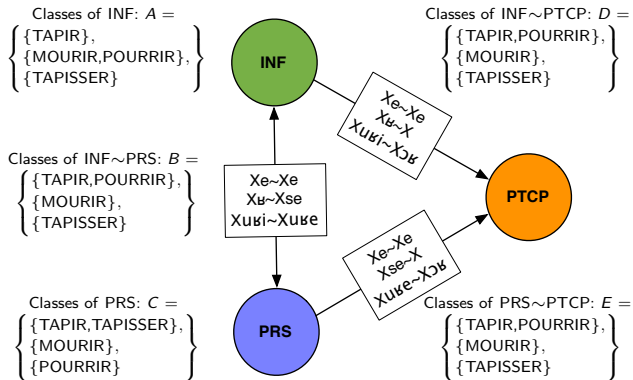 Classes of INF: A =
{TAPIR},
{MOURIR,POURRIR},
{TAPISSER}
INF
Classes of INF~PTCP: D =
{TAPIR,POURRIR},
{MOURIR},
{TAPISSER}
Xe~Xe
Xʁ~X
Xuʁi~Xɔʁ
Classes of INF~PRS: B =
{TAPIR,POURRIR},
{MOURIR},
{TAPISSER}
Xe~Xe
Xʁ~Xse
Xuʁi~Xuʁe
PTCP
Xe~Xe
Xse~X
Xuʁe~Xɔʁ
Classes of PRS: C =
{TAPIR,TAPISSER},
{MOURIR},
{POURRIR}
PRS
Classes of PRS~PTCP: E =
{TAPIR,POURRIR},
{MOURIR},
{TAPISSER}